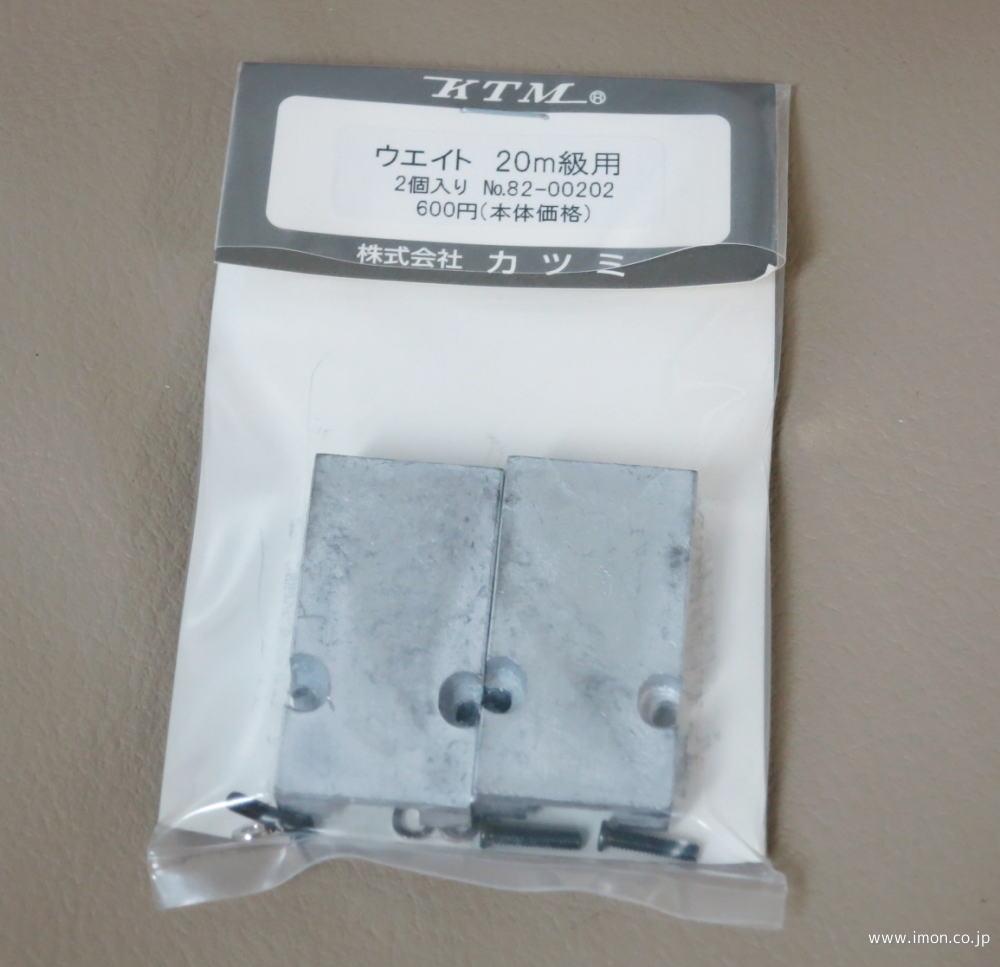 KTM®
ウエイト 20m級用
2個入り №82-00202
600円(本体価格)
株式会社 カツミ
www.imon.co.jp